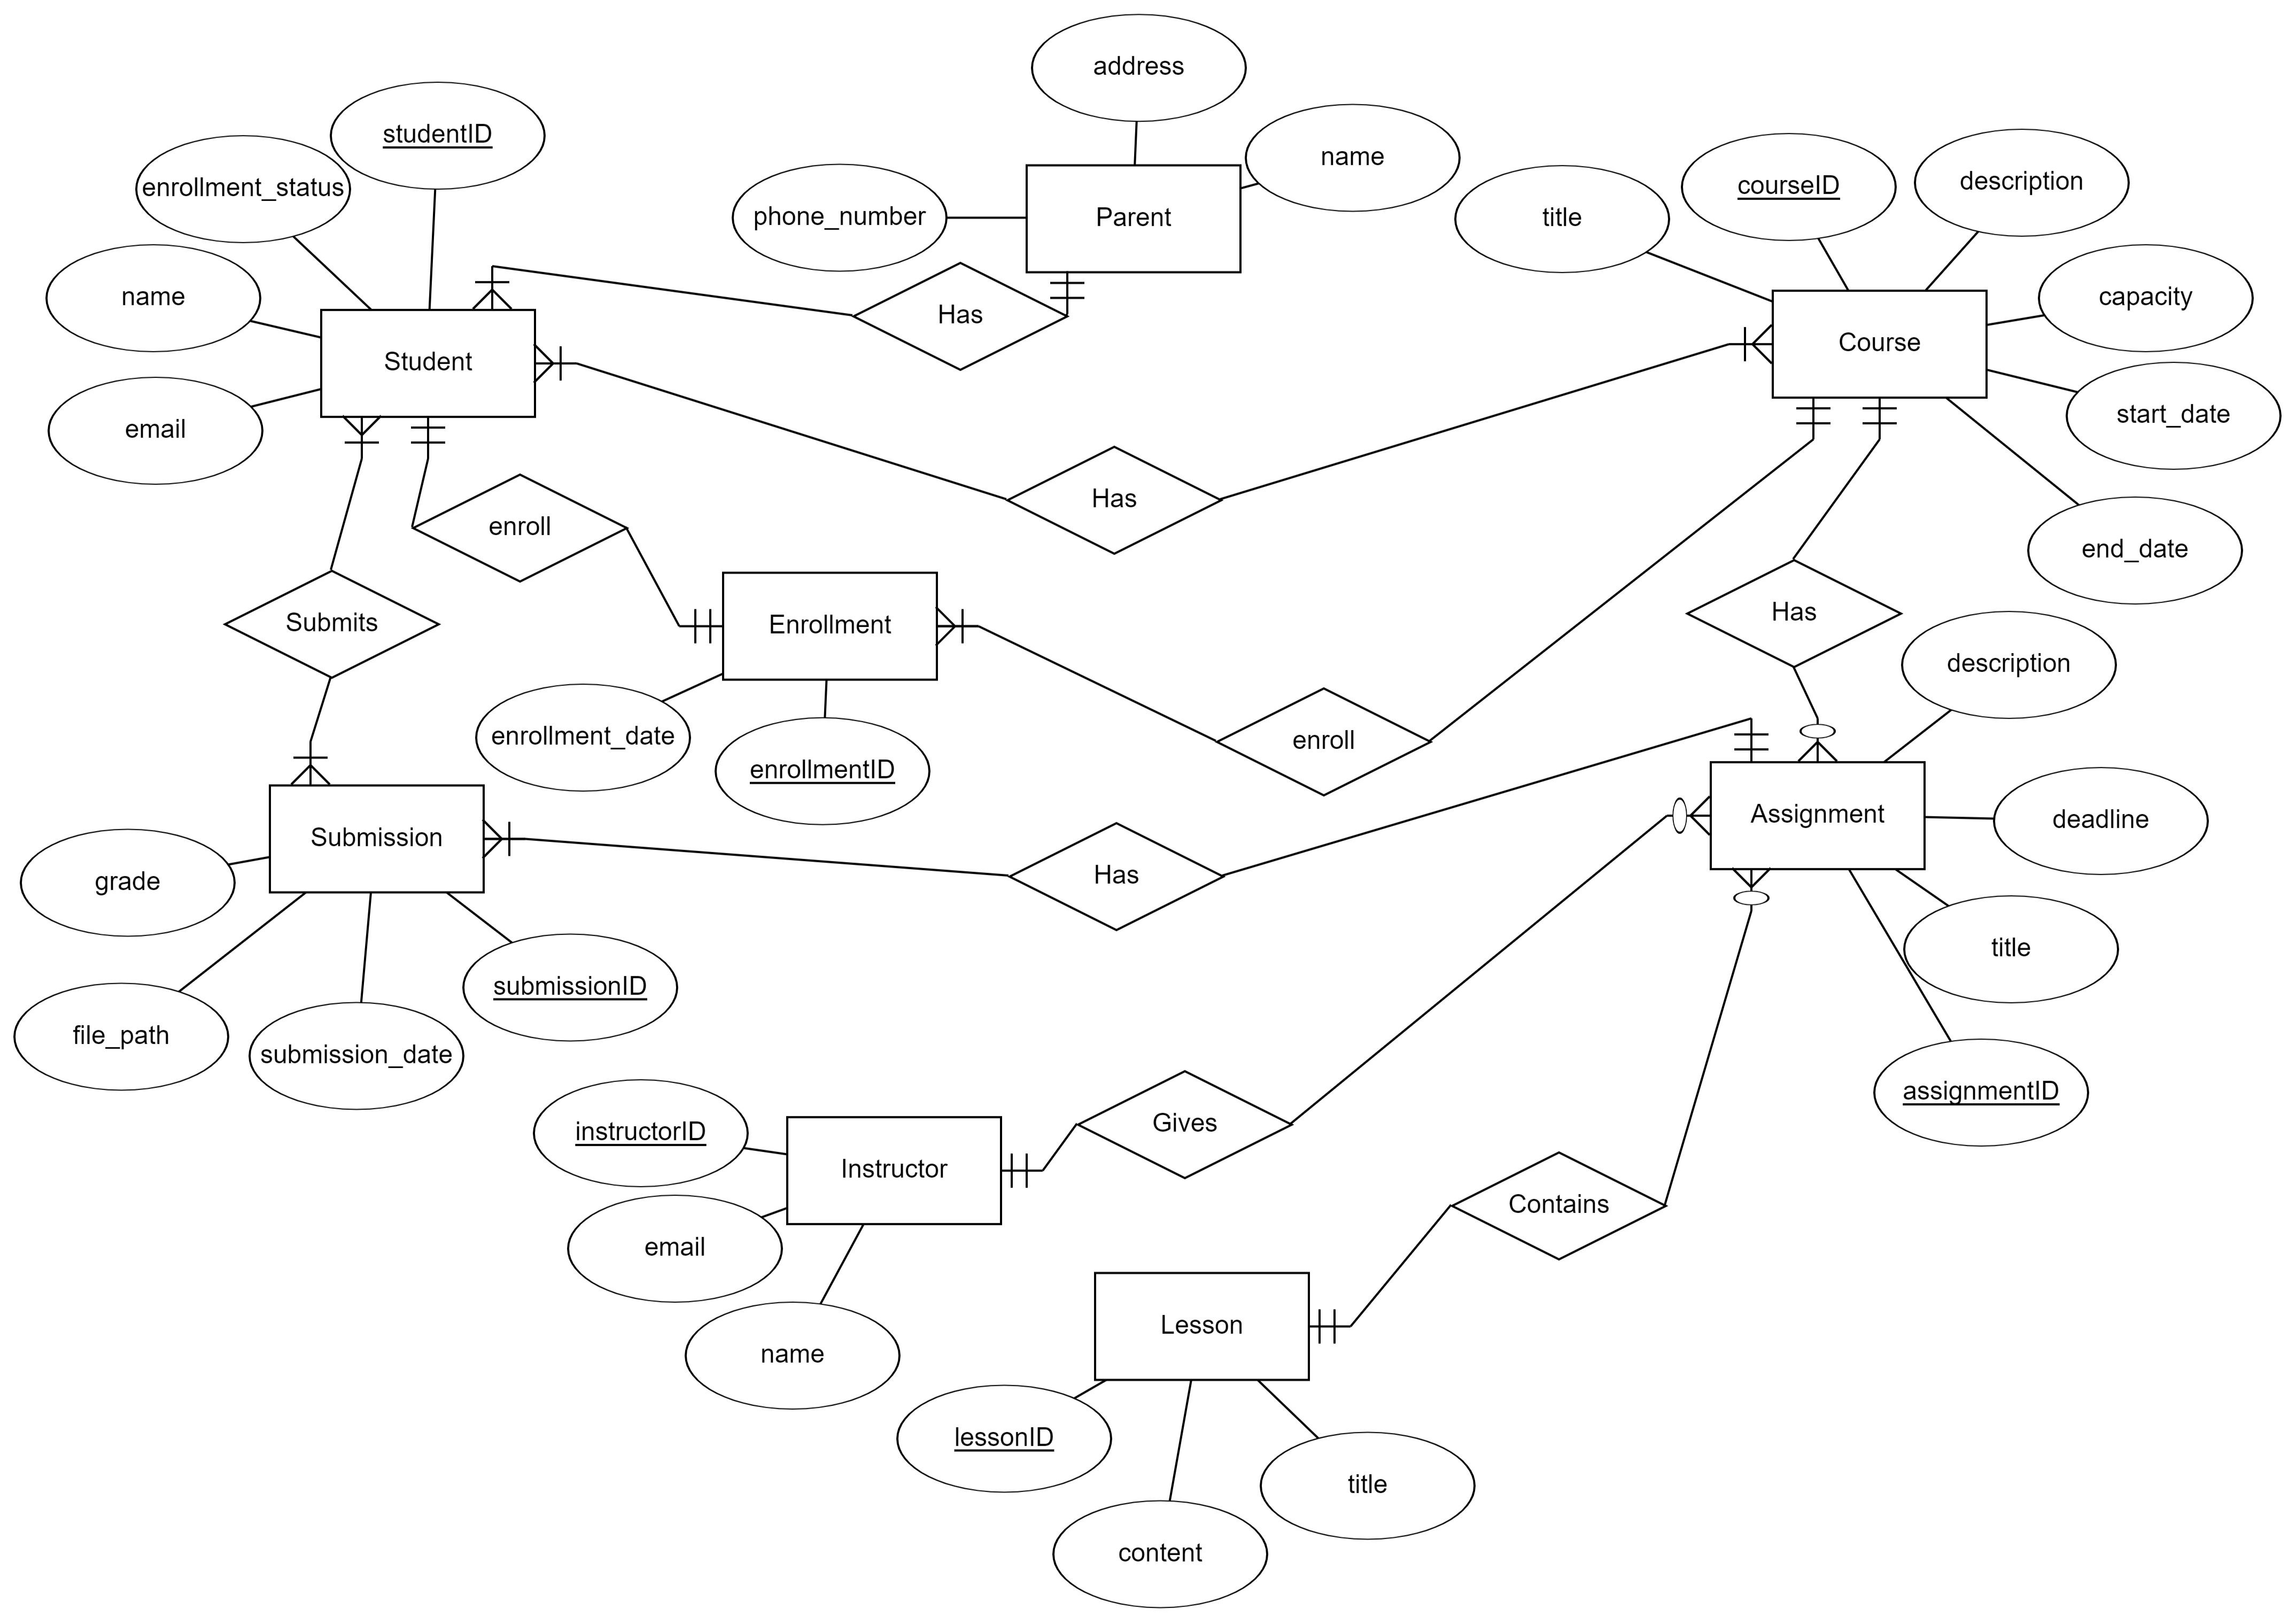 address
studentID
name
enrollment_status
courseID
description
phone_number
Parent
title
name
capacity
Has
Course
Student
start_date
email
Has
enroll
end_date
Has
Submits
Enrollment
description
enrollment_date
enroll
enrollmentID
Assignment
deadline
Submission
Has
grade
title
submissionID
file_path
submission_date
assignmentID
Gives
instructorID
Instructor
Contains
email
Lesson
name
lessonID
title
content